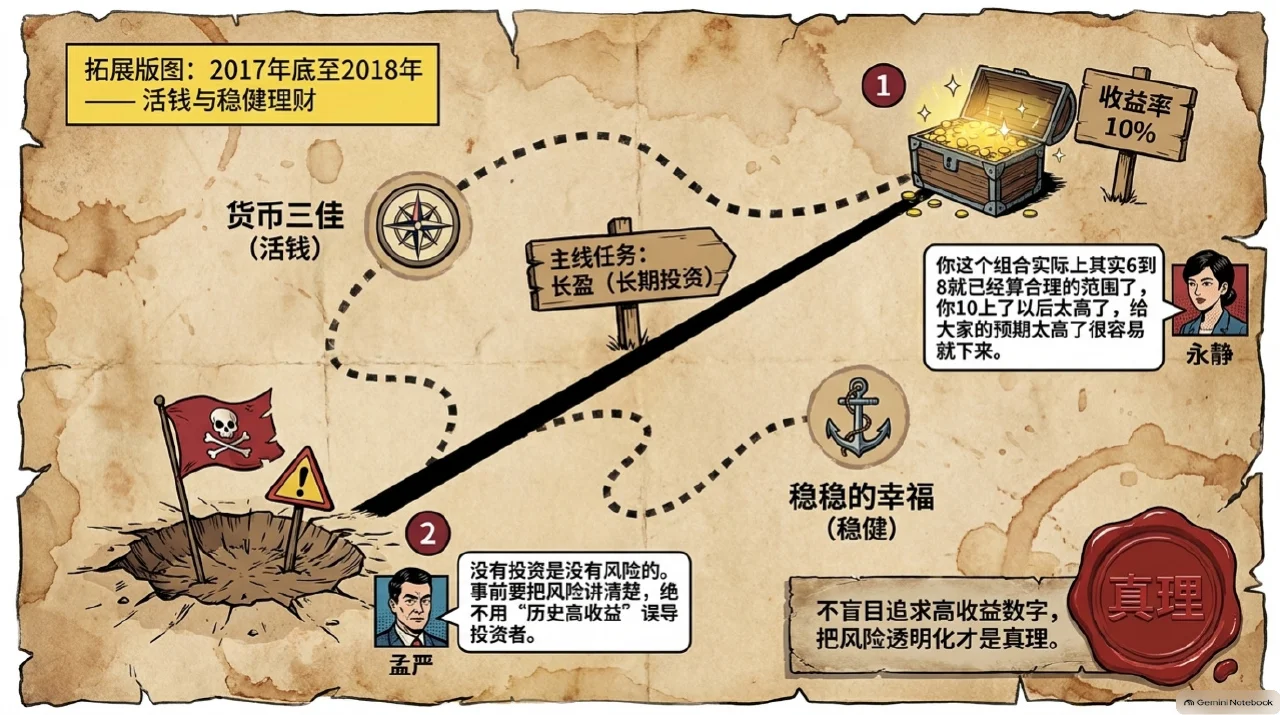 拓展版图：2017年底至2018年
—— 活钱与稳健理财
1
收益率
10%
货币三佳
（活钱）
主线任务：
长盈（长期投资）
你这个组合实际上其实6到
8就已经算合理的范围了，
你10上了以后太高了，给
大家的预期太高了很容易
就下来。
永静
稳稳的幸福
（稳健）
2
没有投资是没有风险的。
事前要把风险讲清楚，绝
不用“历史高收益”误导
投资者。
孟严
不盲目追求高收益数字，
把风险透明化才是真理。
真理
Gemini Notebook